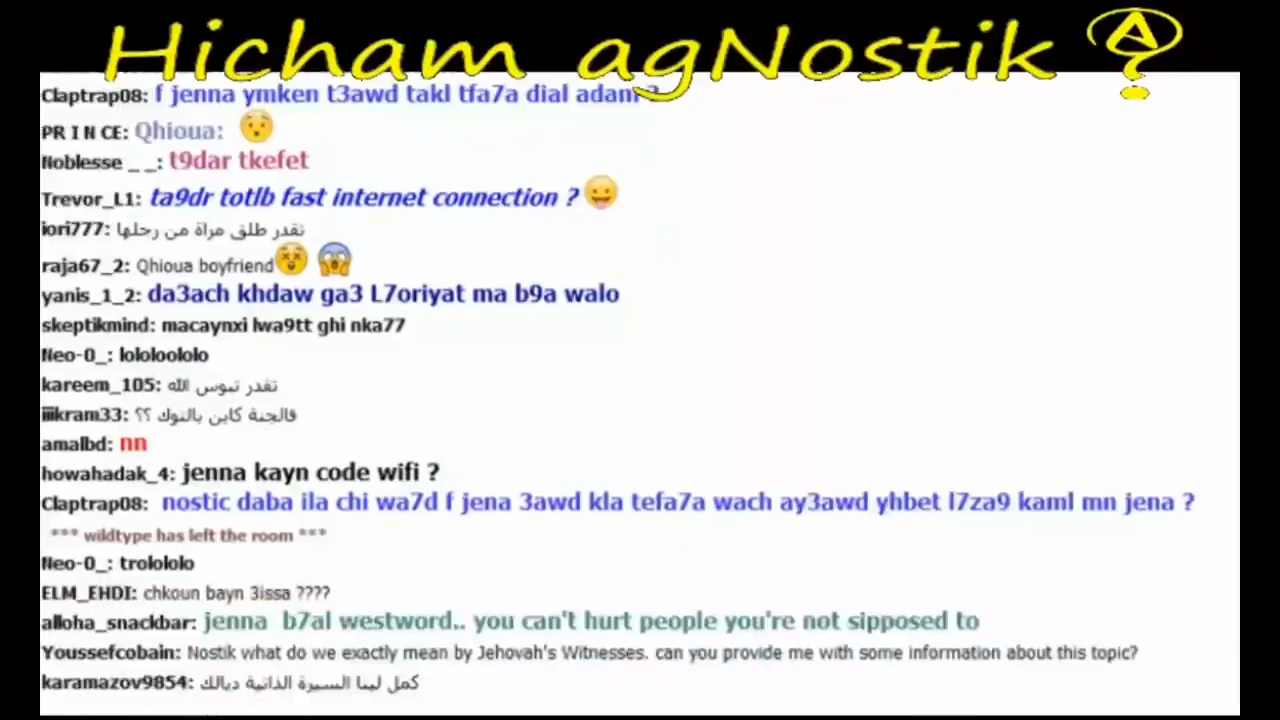 Hicham agNostik ?
A
Claptrap08: f jenna ymken t3awd takl tfa7a dial adam ?
PR I N CE: Qhioua:
Noblesse _ _: t9dar tkefet
Trevor_L1: ta9dr totlb fast internet connection ?
iori777: تقدر طلق مراة من رجلها
raja67_2: Qhioua boyfriend
yanis_1_2: da3ach khdaw ga3 L7oriyat ma b9a walo
skeptikmind: macaynxi lwa9tt ghi nka77
Neo-0_: lololoololo
kareem_105: تقدر تبوس الله
iiikram33: فالجنة كاين بالنوك ؟؟
amalbd: nn
howahadak_4: jenna kayn code wifi ?
Claptrap08: nostic daba ila chi wa7d f jena 3awd kla tefa7a wach ay3awd yhbet l7za9 kaml mn jena ?
*** wildtype has left the room ***
Neo-0_: trolololo
ELM_EHDI: chkoun bayn 3issa ????
alloha_snackbar: jenna b7al westword.. you can't hurt people you're not sipposed to
Youssefcobain: Nostik what do we exactly mean by Jehovah's Witnesses. can you provide me with some information about this topic?
karamazov9854: كمل لينا السيرة الذاتية ديالك